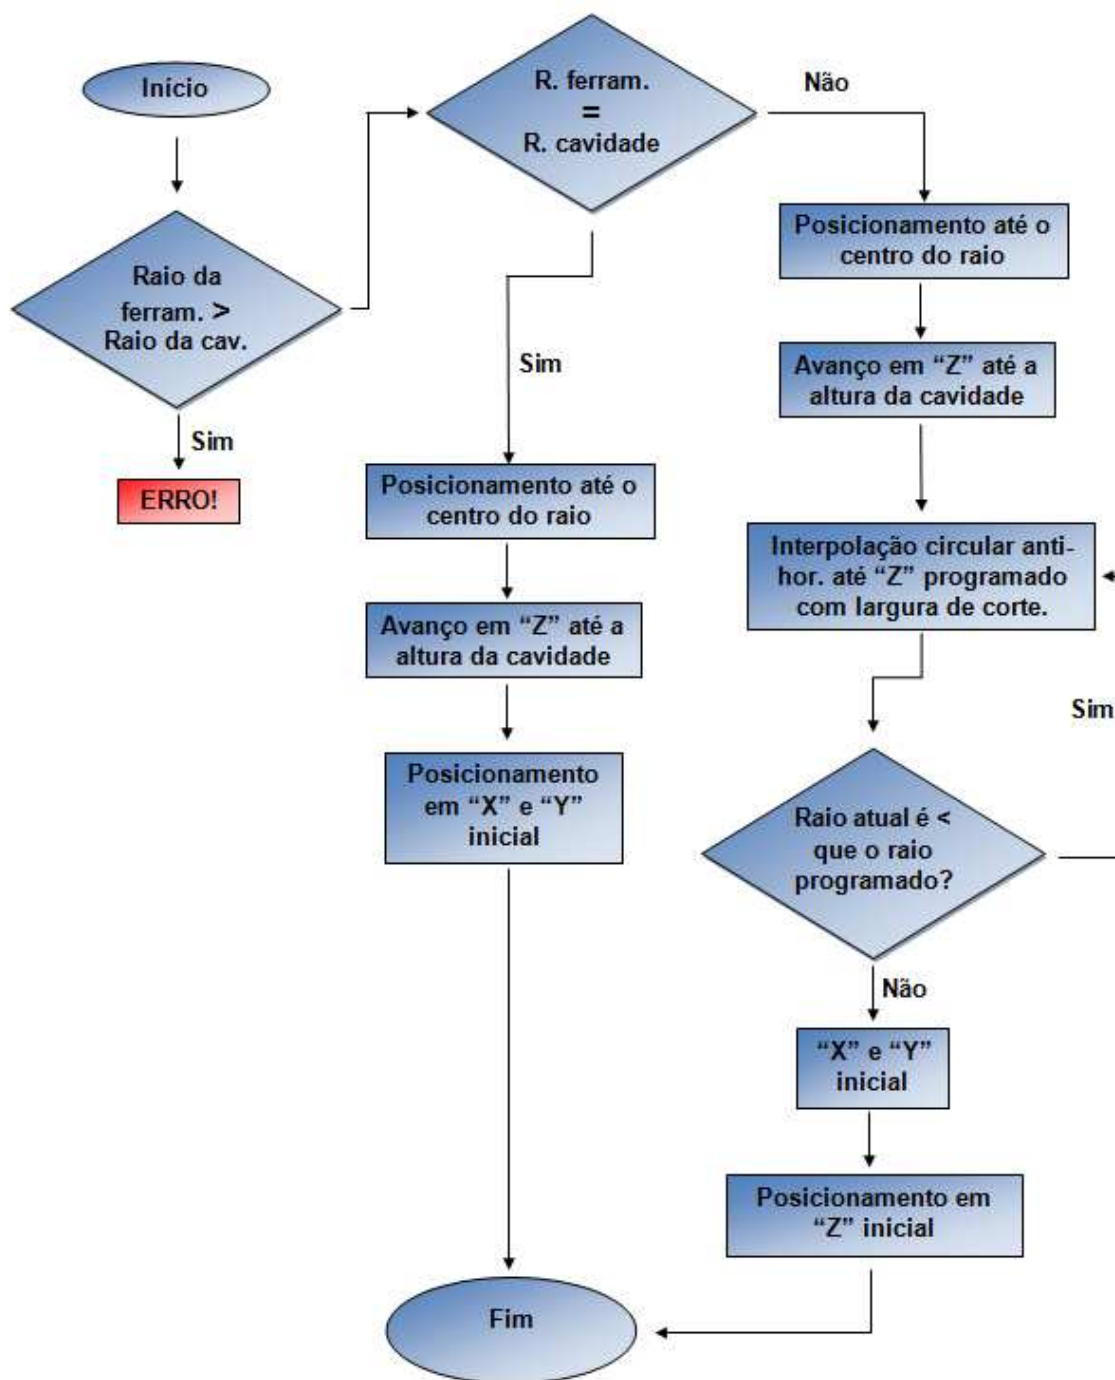 Início
Raio da
ferram. >
Raio da cav.
Sim
ERRO!
R. ferram.
=
R. cavidade
Não
Sim
Posicionamento até o
centro do raio
Avanço em “Z” até a
altura da cavidade
Posicionamento
em “X” e “Y”
inicial
Posicionamento até o
centro do raio
Avanço em “Z” até a
altura da cavidade
Interpolação circular anti-
hor. até “Z” programado
com largura de corte.
Sim
Raio atual é <
que o raio
programado?
Não
“X” e “Y”
inicial
Posicionamento em
“Z” inicial
Fim